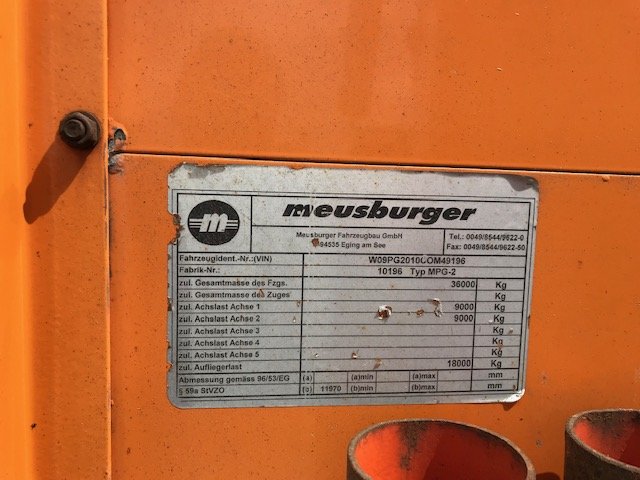 m
meusburger
Meusburger Fahrzeugbau GmbH
94535 Eging am See
Tel.: 0049/8544/9622-0
Fax: 0049/8544/9622-50
Fahrzeugident.-Nr.:(VIN) W09PG2010OOM49196
Fabrik-Nr.: 10196 Typ MPG-2
zul. Gesamtmasse des Fzgs. 36000 Kg
zul. Gesamtmasse des Zuges Kg
zul. Achslast Achse 1 9000 Kg
zul. Achslast Achse 2 9000 Kg
zul. Achslast Achse 3 Kg
zul. Achslast Achse 4 Kg
zul. Achslast Achse 5 Kg
zul. Aufliegerlast 18000 Kg
Abmessung gemäss 96/53/EG (a) (a)min (a)max mm
§ 59a StVZO (c) 11970 (b)min (b)max mm